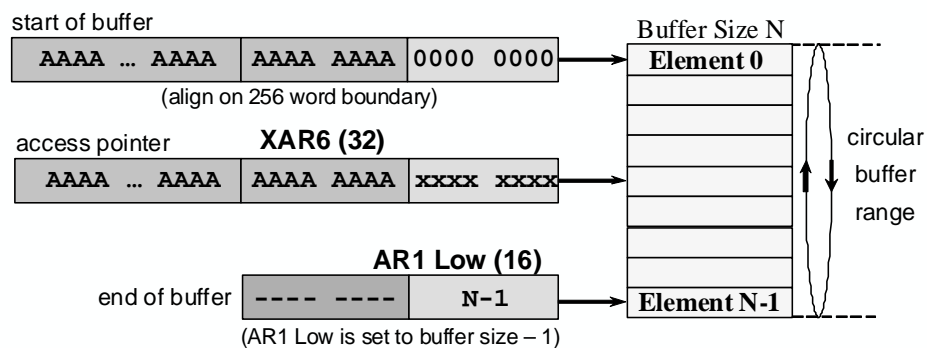 start of buffer
AAAA … AAAA AAAA AAAA 0000 0000
(align on 256 word boundary)
Buffer Size N
Element 0
access pointer XAR6 (32)
AAAA … AAAA AAAA AAAA xxxx xxxx
circular
buffer
range
AR1 Low (16)
end of buffer ---- ---- N-1
Element N-1
(AR1 Low is set to buffer size – 1)